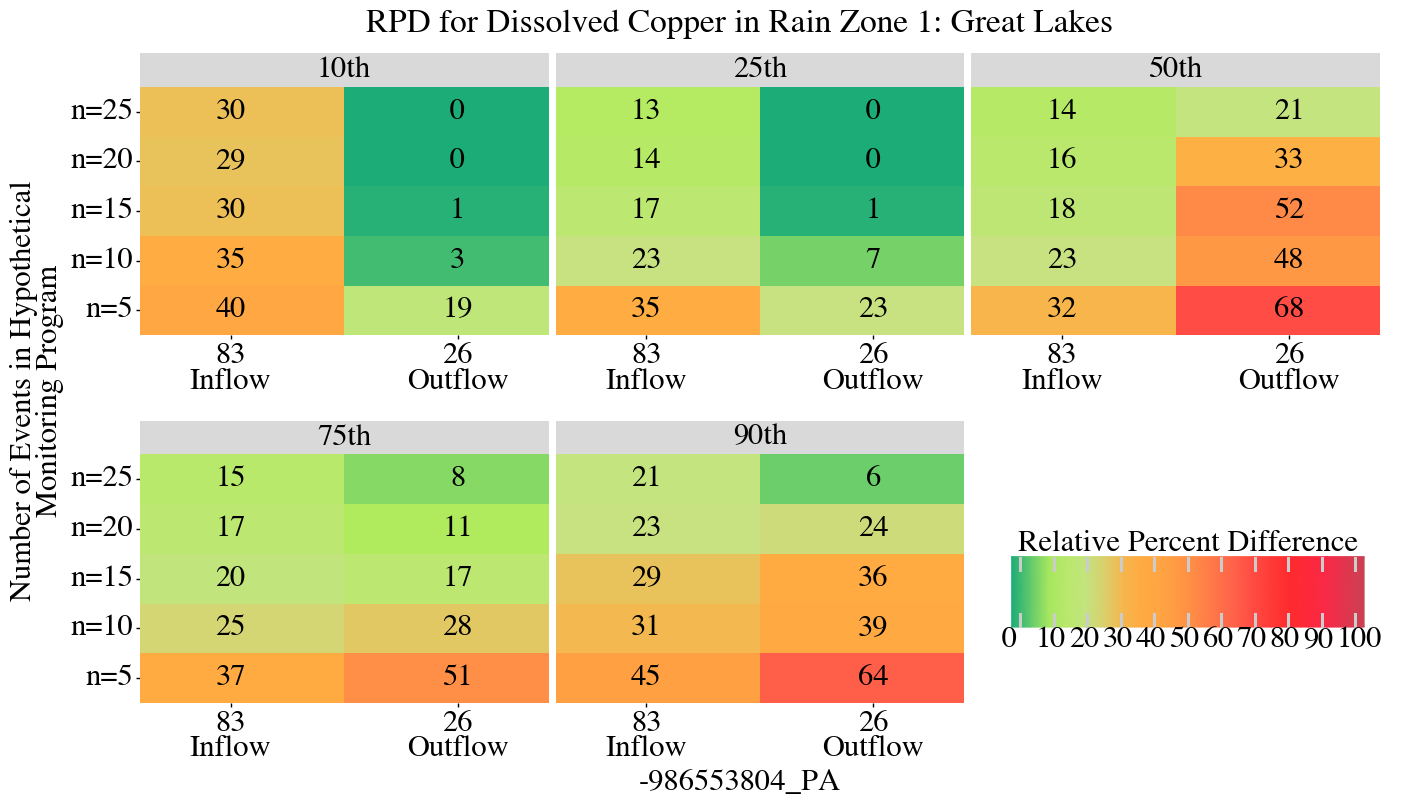 RPD for Dissolved Copper in Rain Zone 1: Great Lakes
10th 25th 50th
n=25 30 0 13 0 14 21
n=20 29 0 14 0 16 33
n=15 30 1 17 1 18 52
n=10 35 3 23 7 23 48
n=5 40 19 35 23 32 68
83 26 83 26 83 26
Inflow Outflow Inflow Outflow Inflow Outflow
Number of Events in Hypothetical
Monitoring Program
75th 90th
n=25 15 8 21 6
n=20 17 11 23 24
n=15 20 17 29 36
n=10 25 28 31 39
n=5 37 51 45 64
83 26 83 26
Inflow Outflow Inflow Outflow
Relative Percent Difference
0 10 20 30 40 50 60 70 80 90 100
-986553804_PA